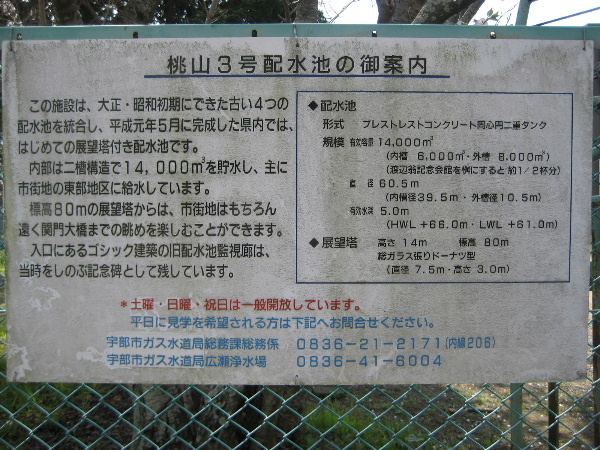 桃山3号配水池の御案内
この施設は、大正・昭和初期にできた古い4つの
配水池を統合し、平成元年5月に完成した県内では、
はじめての展望塔付き配水池です。
内部は二槽構造で14,000m³を貯水し、主に
市街地の東部地区に給水しています。
標高80mの展望塔からは、市街地はもちろん
遠く関門大橋までの眺めを楽しむことができます。
入口にあるゴシック建築の旧配水池監視廊は、
当時をしのぶ記念碑として残しています。
◆配水池
形式 プレストレストコンクリート同心円二重タンク
規模 有効容量 14,000m³
(内槽 6,000m³・外槽 8,000m³)
(渡辺翁記念会館を例にすると約1/2杯分)
直径 60.5m
(内槽径39.5m・外槽径10.5m)
有効水深 5.0m
(HWL+66.0m・LWL+61.0m)
◆展望塔 高さ 14m 標高 80m
総ガラス張りドーナツ型
(直径 7.5m・高さ 3.0m)
*土曜・日曜、祝日は一般開放しています。
平日に見学を希望される方は下記へお問合せください。
宇部市ガス水道局総務課総務係 0836-21-2171(内線206)
宇部市ガス水道局広瀬浄水場 0836-41-6004